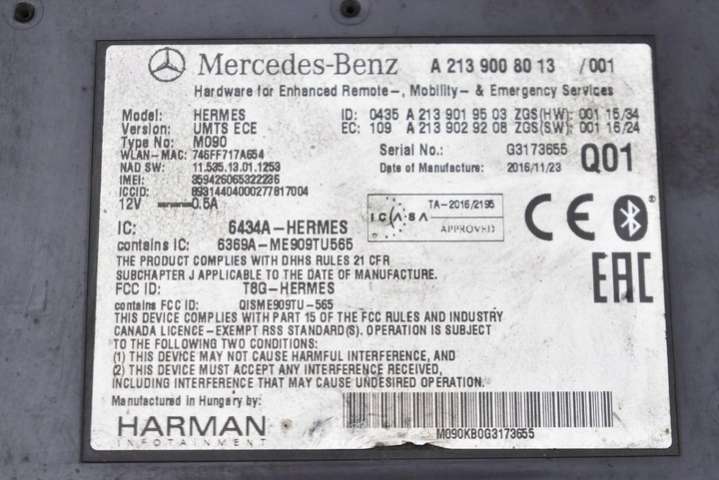 Mercedes-Benz A 213 900 80 13 /001
Hardware for Enhanced Remote-, Mobility- & Emergency Services
Model: HERMES ID: 0435 A 213 901 95 03 ZGS(HW): 001 15/34
Version: UMTS ECE EC: 109 A 213 902 92 08 ZGS(S.W): 001 16/24
Type No: M090 Serial No.: G3173655 Q01
WLAN-MAC: 746FF717A654
NAD SW: 11.535.13.01.1253 Date of Manufacture: 2016/11/23
IMEI: 359426065322236
ICCID: 89314404000277817004
12V 0.5A
ICASA TA-2016/2195 APPROVED
CE
EAC
IC: 6434A-HERMES
contains IC: 6369A-ME909TU565
THE PRODUCT COMPLIES WITH DHHS RULES 21 CFR
SUBCHAPTER J APPLICABLE TO THE DATE OF MANUFACTURE.
FCC ID: T8G-HERMES
contains FCC ID: QISME909TU-565
THIS DEVICE COMPLIES WITH PART 15 OF THE FCC RULES AND INDUSTRY
CANADA LICENCE-EXEMPT RSS STANDARD(S). OPERATION IS SUBJECT
TO THE FOLLOWING TWO CONDITIONS:
(1) THIS DEVICE MAY NOT CAUSE HARMFUL INTERFERENCE, AND
(2) THIS DEVICE MUST ACCEPT ANY INTERFERENCE RECEIVED,
INCLUDING INTERFERENCE THAT MAY CAUSE UNDESIRED OPERATION.
Manufactured in Hungary by:
HARMAN
INFOTAINMENT
M090KB0G3173655